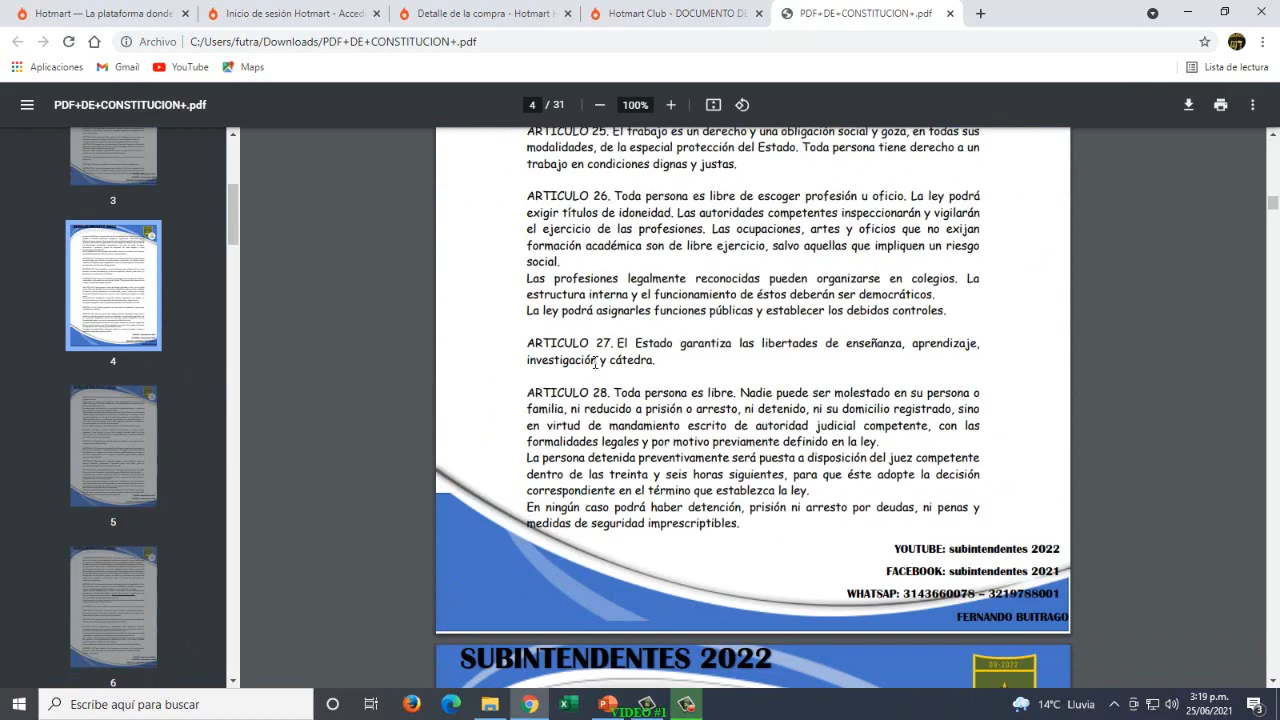 Hotmart — La plataforma donde
Inicio de sesión Hotmart - Acced
Detalle de la compra - Hotmart
Hotmart Club - DOCUMENTO DE
PDF+DE+CONSTITUCION+.pdf
Archivo | C:/Users/futra/Downloads/PDF+DE+CONSTITUCION+.pdf
Aplicaciones
Gmail
YouTube
Maps
Lista de lectura
PDF+DE+CONSTITUCION+.pdf
4 / 31
100%
3
4
5
6
ARTICULO 25. El trabajo es un derecho y una obligación social y goza, en todas sus
modalidades, de la especial protección del Estado. Toda persona tiene derecho a un
trabajo en condiciones dignas y justas.
ARTICULO 26. Toda persona es libre de escoger profesión u oficio. La ley podrá
exigir títulos de idoneidad. Las autoridades competentes inspeccionarán y vigilarán
el ejercicio de las profesiones. Las ocupaciones, artes y oficios que no exijan
formación académica son de libre ejercicio, salvo aquellas que impliquen un riesgo
social.
Las profesiones legalmente reconocidas pueden organizarse en colegios. La
estructura interna y el funcionamiento de éstos deberán ser democráticos.
La ley podrá asignarles funciones públicas y establecer los debidos controles.
ARTICULO 27. El Estado garantiza las libertades de enseñanza, aprendizaje,
investigación y cátedra.
ARTICULO 28. Toda persona es libre. Nadie puede ser molestado en su persona o
familia, ni reducido a prisión o arresto, ni detenido, ni su domicilio registrado, sino
en virtud de mandamiento escrito de autoridad judicial competente, con las
formalidades legales y por motivo previamente definido en la ley.
La persona detenida preventivamente será puesta a disposición del juez competente
dentro de las treinta y seis horas siguientes, para que éste adopte la decisión
correspondiente en el término que establezca la ley.
En ningún caso podrá haber detención, prisión ni arresto por deudas, ni penas y
medidas de seguridad imprescriptibles.
YOUTUBE: subintendentes 2022
FACEBOOK: subintendentes 2021
WHATSAP: 3143660078 – 3219788001
FERNANDO BUITRAGO
SUBINTENDENTES 2022
09-2022
Escribe aquí para buscar
VIDEO #1
14°C Lluvia
3:19 p.m.
25/06/2021
3